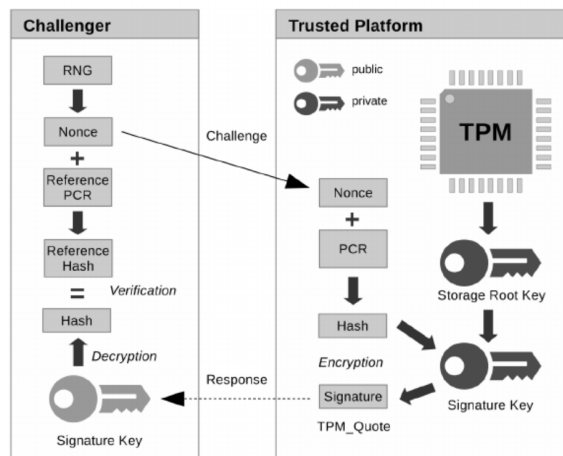 Challenger
RNG
Nonce
+
Reference
PCR
Reference
Hash
=
Verification
Hash
Decryption
Signature Key
Challenge
Response
Trusted Platform
public
private
TPM
Nonce
+
PCR
Hash
Encryption
Signature
TPM_Quote
Storage Root Key
Signature Key